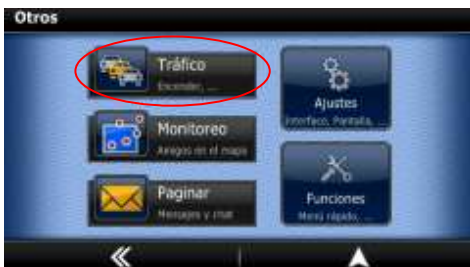 Otros
Tráfico
Encender, ...
Ajustes
Interface, Pantalla, ...
Monitoreo
Amigos en el mapa
Paginar
Mensajes y chat
Funciones
Menú rápido, ...